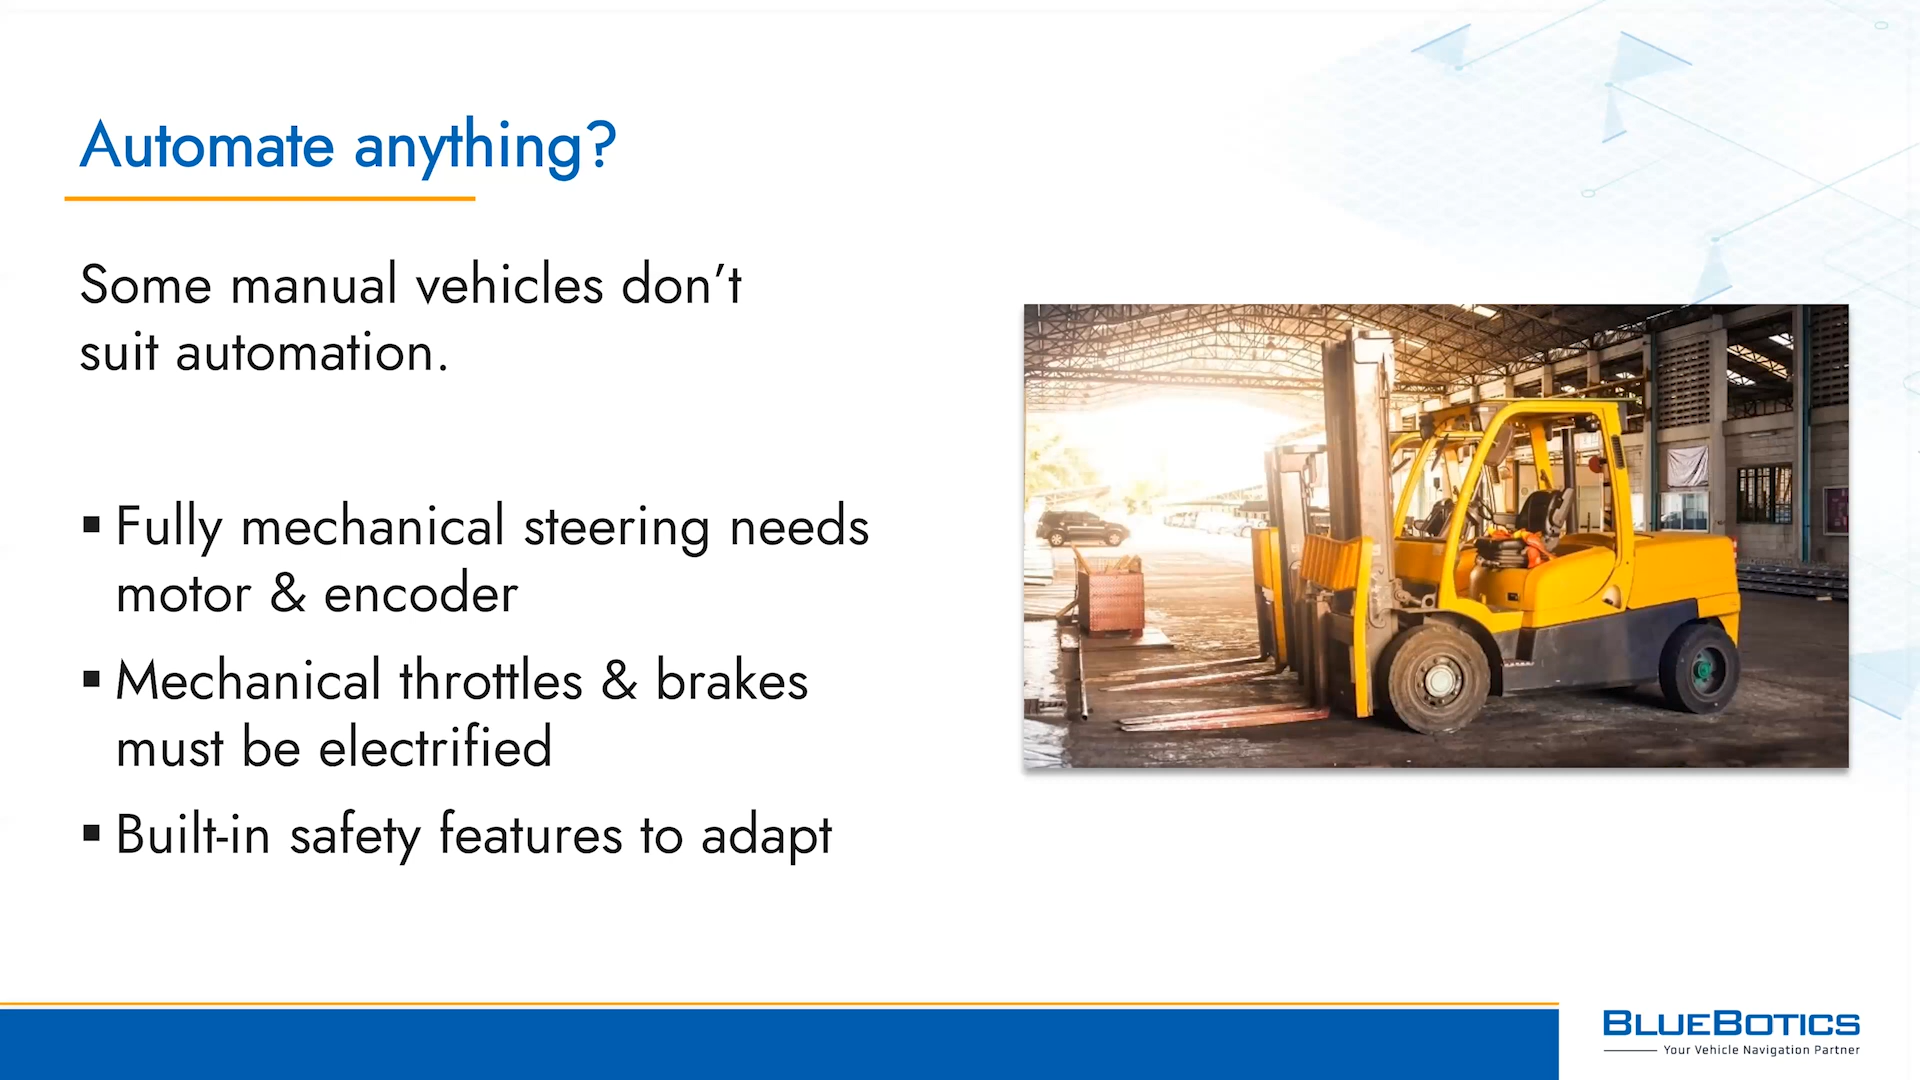 Automate anything?
Some manual vehicles don’t
suit automation.
▪ Fully mechanical steering needs
motor & encoder
▪ Mechanical throttles & brakes
must be electrified
▪ Built-in safety features to adapt
BLUEBOTICS
Your Vehicle Navigation Partner